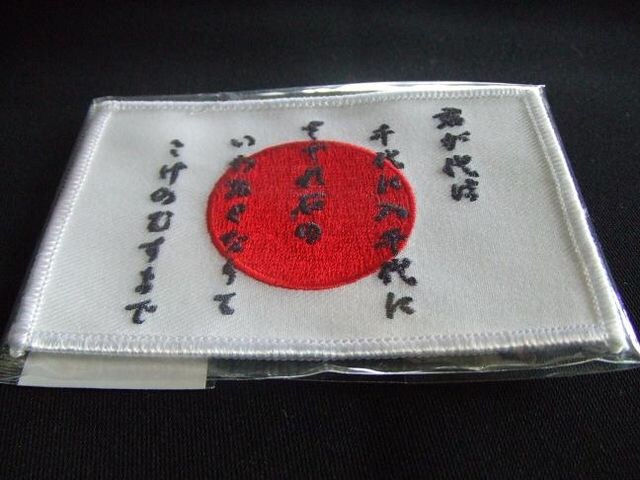 君が代は
千代に八千代に
さざれ石の
いわおとなりて
こけのむすまで